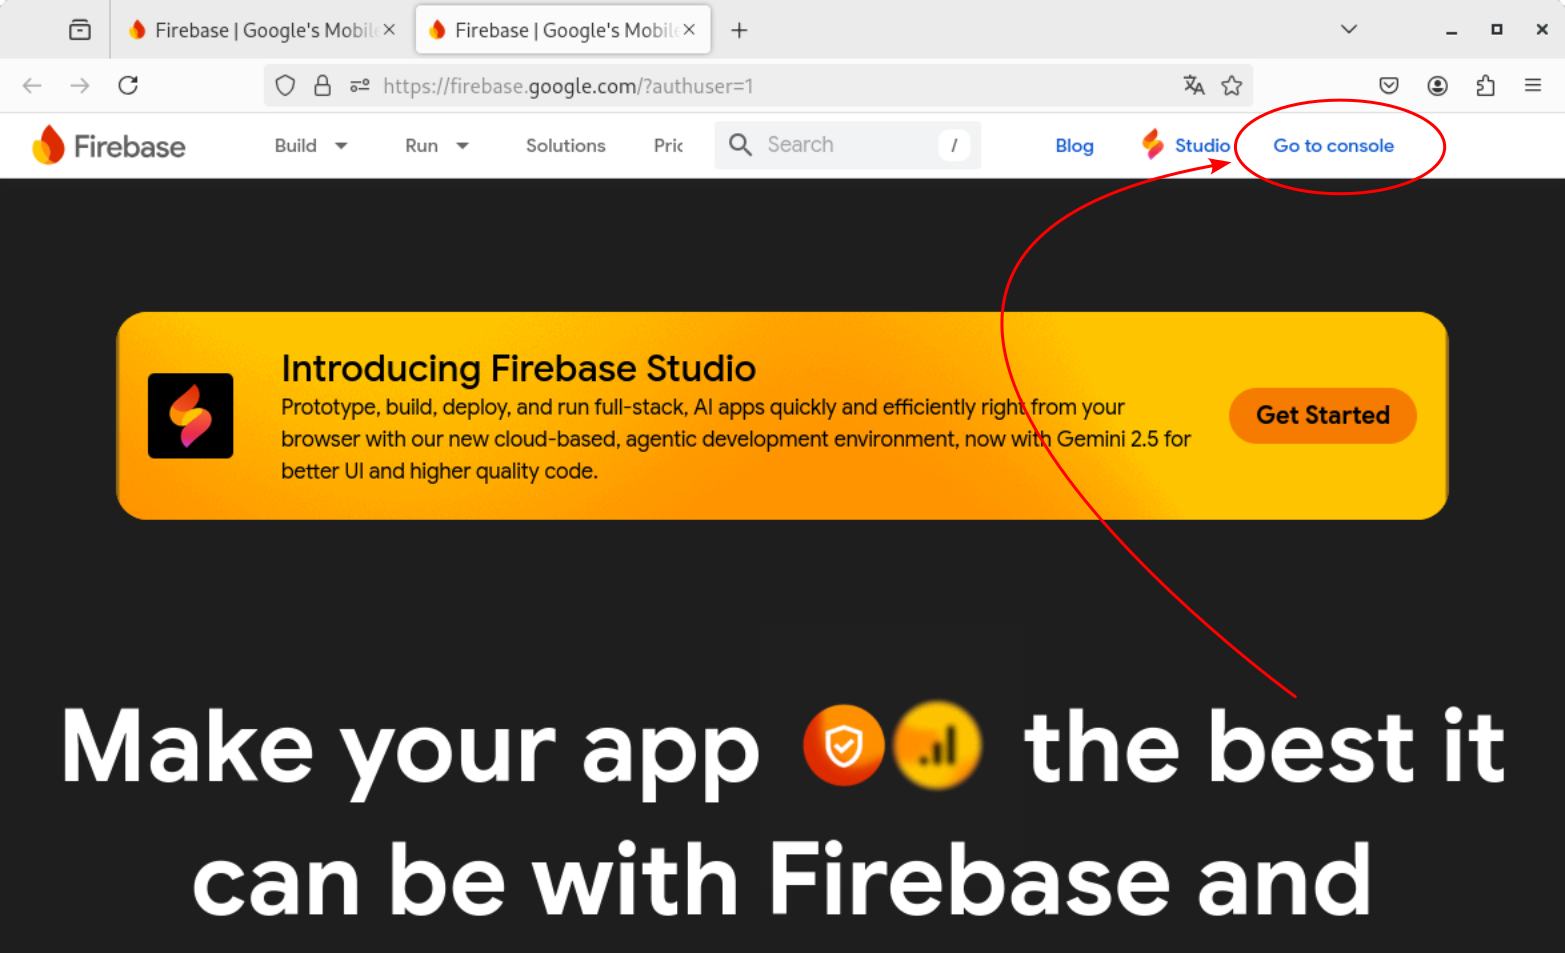 Firebase | Google's Mobil
Firebase | Google's Mobil
https://firebase.google.com/?authuser=1
Firebase
Build
Run
Solutions
Pric
Search
/
Blog
Studio
Go to console
Introducing Firebase Studio
Prototype, build, deploy, and run full-stack, AI apps quickly and efficiently right from your
browser with our new cloud-based, agentic development environment, now with Gemini 2.5 for
better UI and higher quality code.
Get Started
Make your app the best it
can be with Firebase and